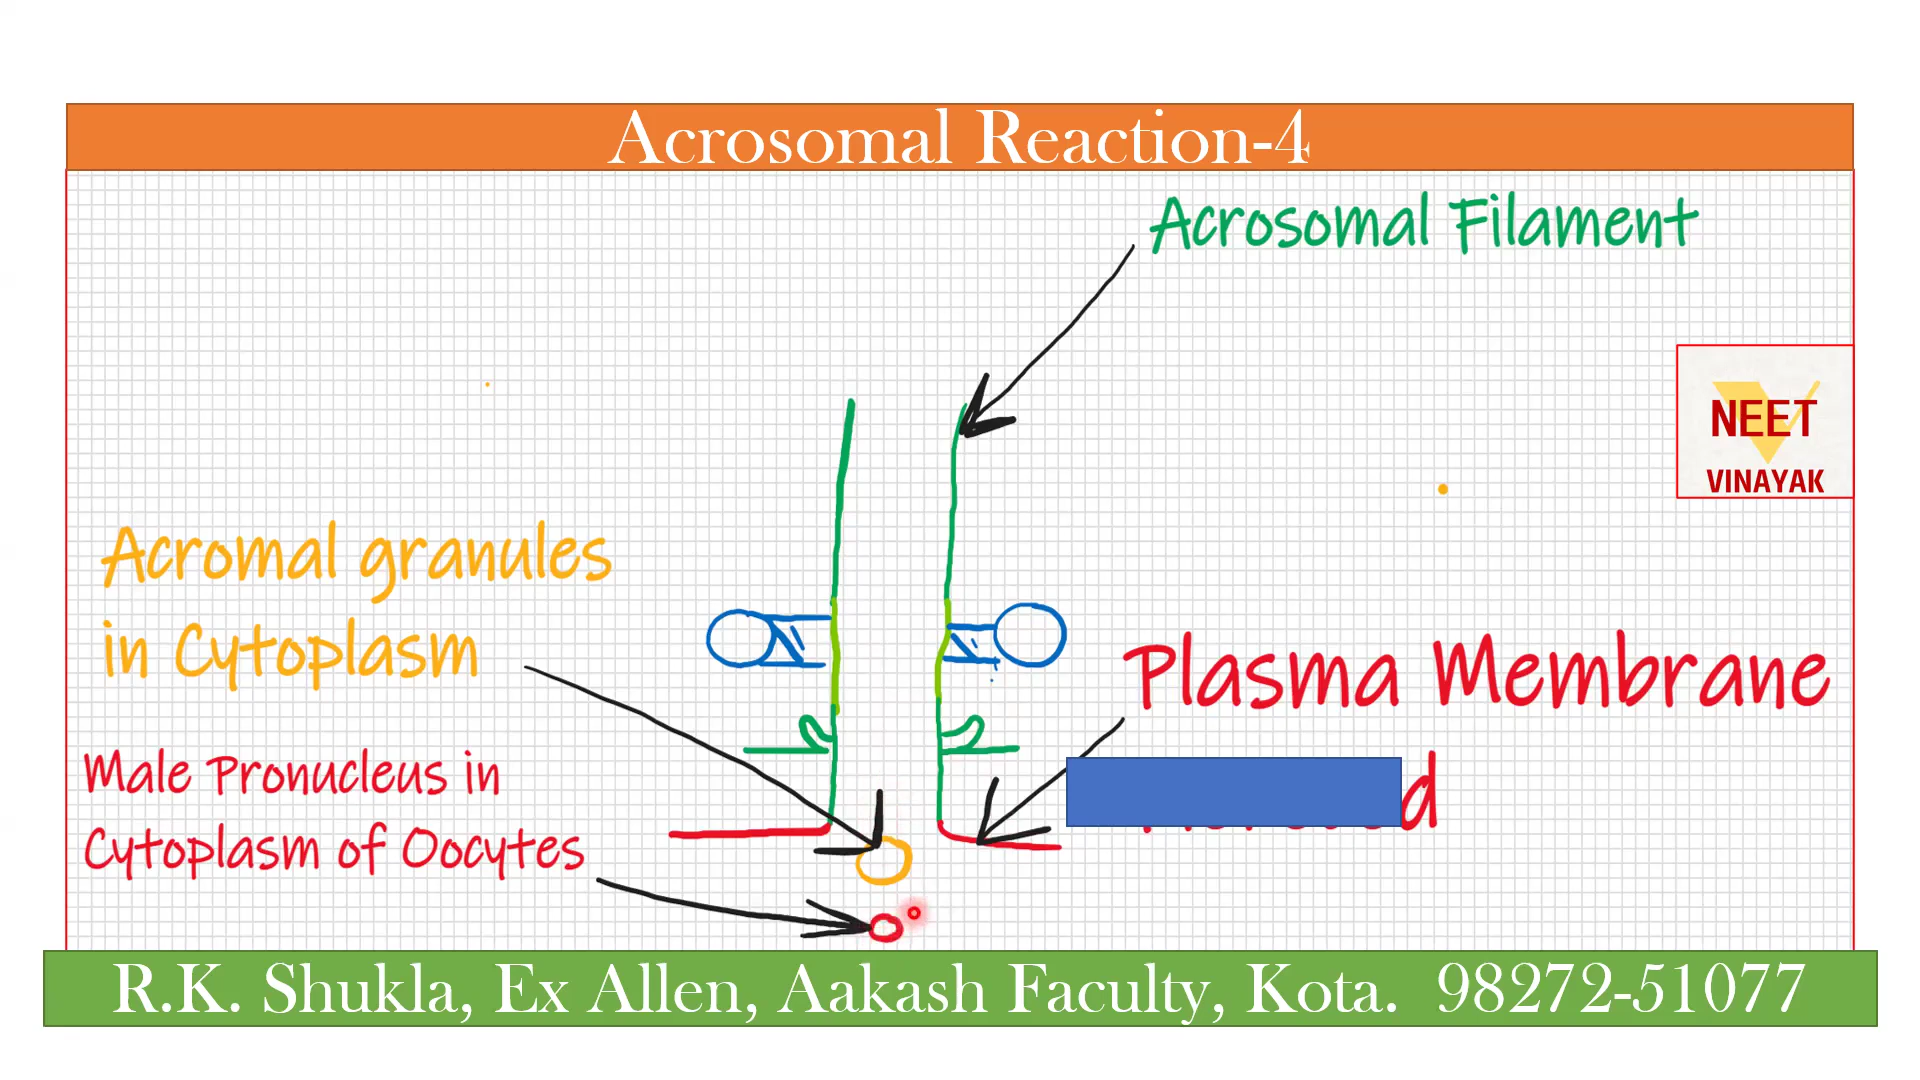 Acrosomal Reaction-4
Acrosomal Filament
NEET
VINAYAK
Acromal granules
in Cytoplasm
Plasma Membrane
Male Pronucleus in
Cytoplasm of Oocytes
R.K. Shukla, Ex Allen, Aakash Faculty, Kota. 98272-51077